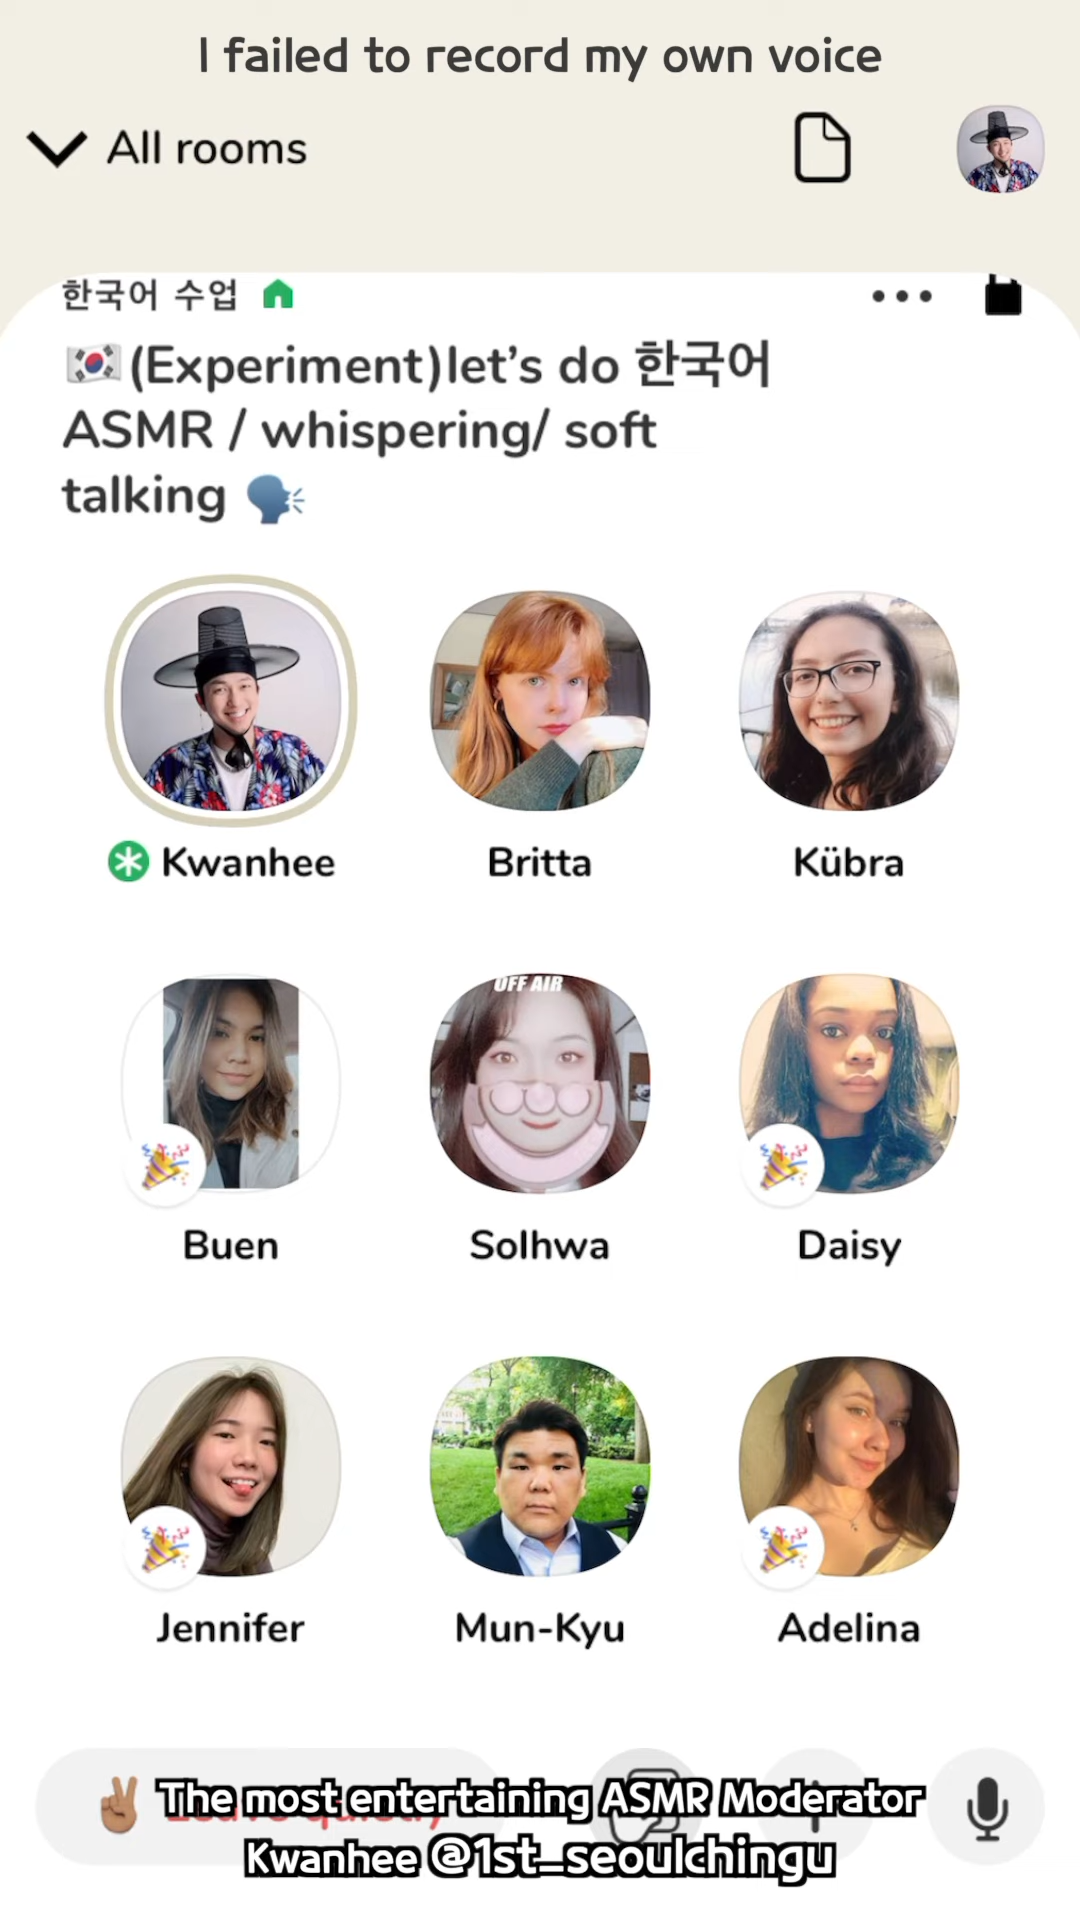 I failed to record my own voice
All rooms
한국어 수업
🇰🇷(Experiment)let's do 한국어
ASMR / whispering/ soft
talking 🗣️
Kwanhee
Britta
Kübra
OFF AIR
Buen
Solhwa
Daisy
Jennifer
Mun-Kyu
Adelina
The most entertaining ASMR Moderator
Kwanhee @1st_seoulchingu